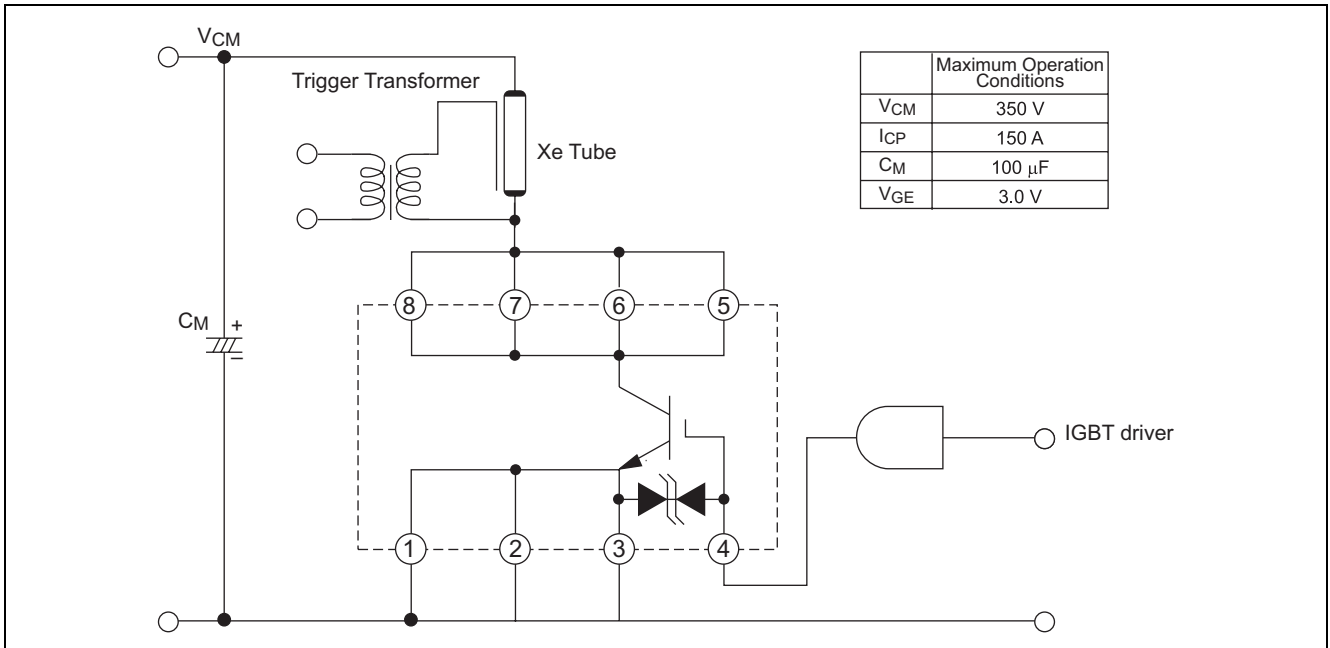 VCM
Trigger Transformer
Xe Tube
Maximum Operation
Conditions
VCM 350 V
ICP 150 A
CM 100 μF
VGE 3.0 V
8 7 6 5
CM
+
–
IGBT driver
1 2 3 4